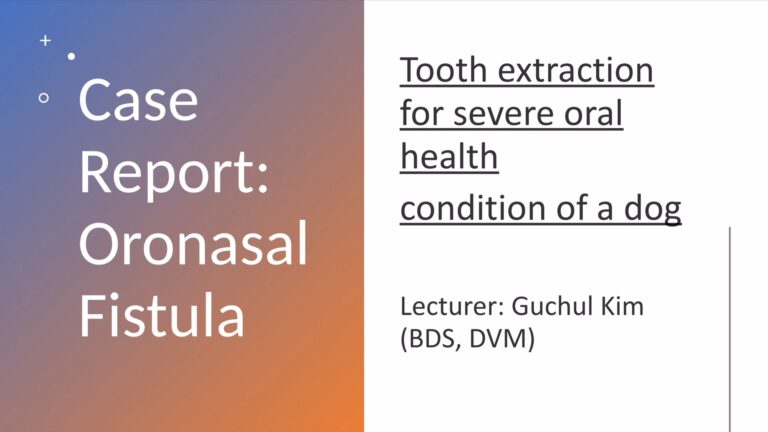 Case
Report:
Oronasal
Fistula
Tooth extraction
for severe oral
health
condition of a dog
Lecturer: Guchul Kim
(BDS, DVM)